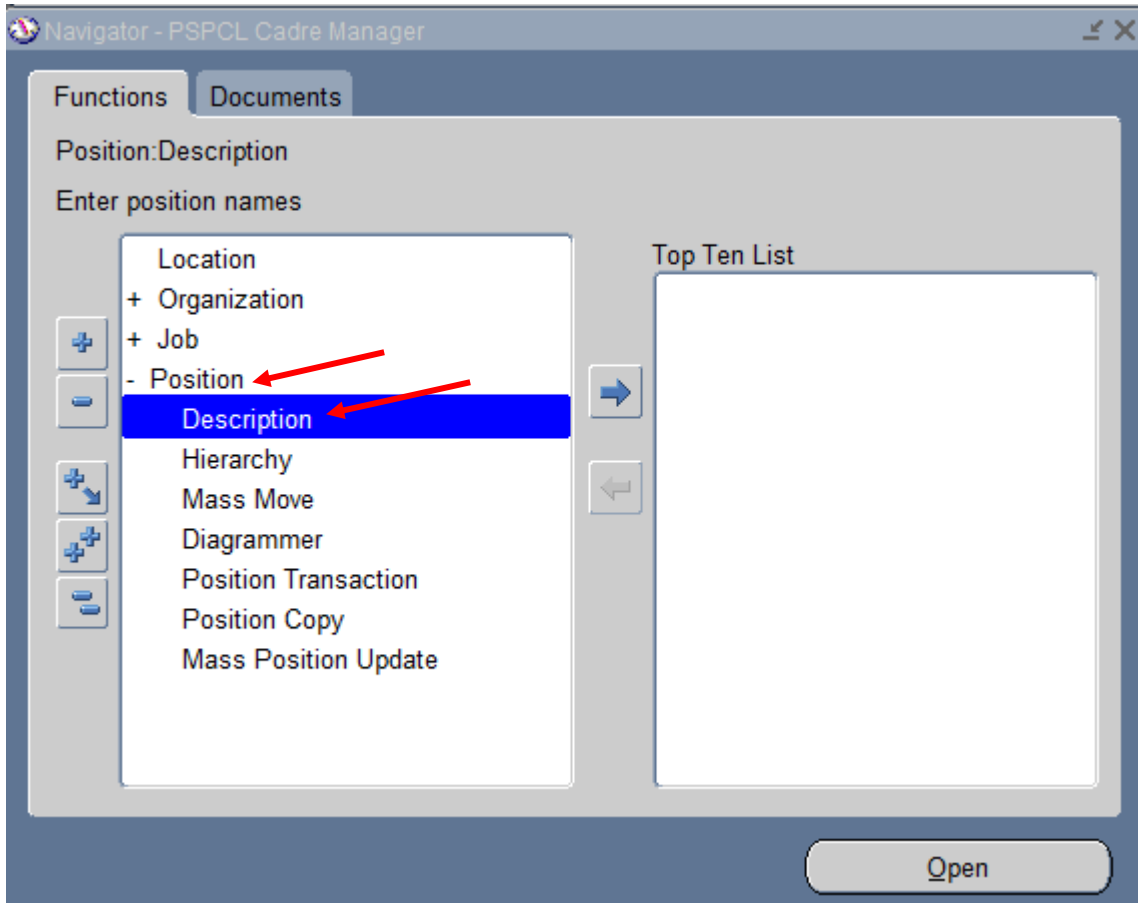 Navigator - PSPCL Cadre Manager
Functions Documents
Position:Description
Enter position names
Location
+ Organization
+ Job
- Position
Description
Hierarchy
Mass Move
Diagrammer
Position Transaction
Position Copy
Mass Position Update
Top Ten List
Open